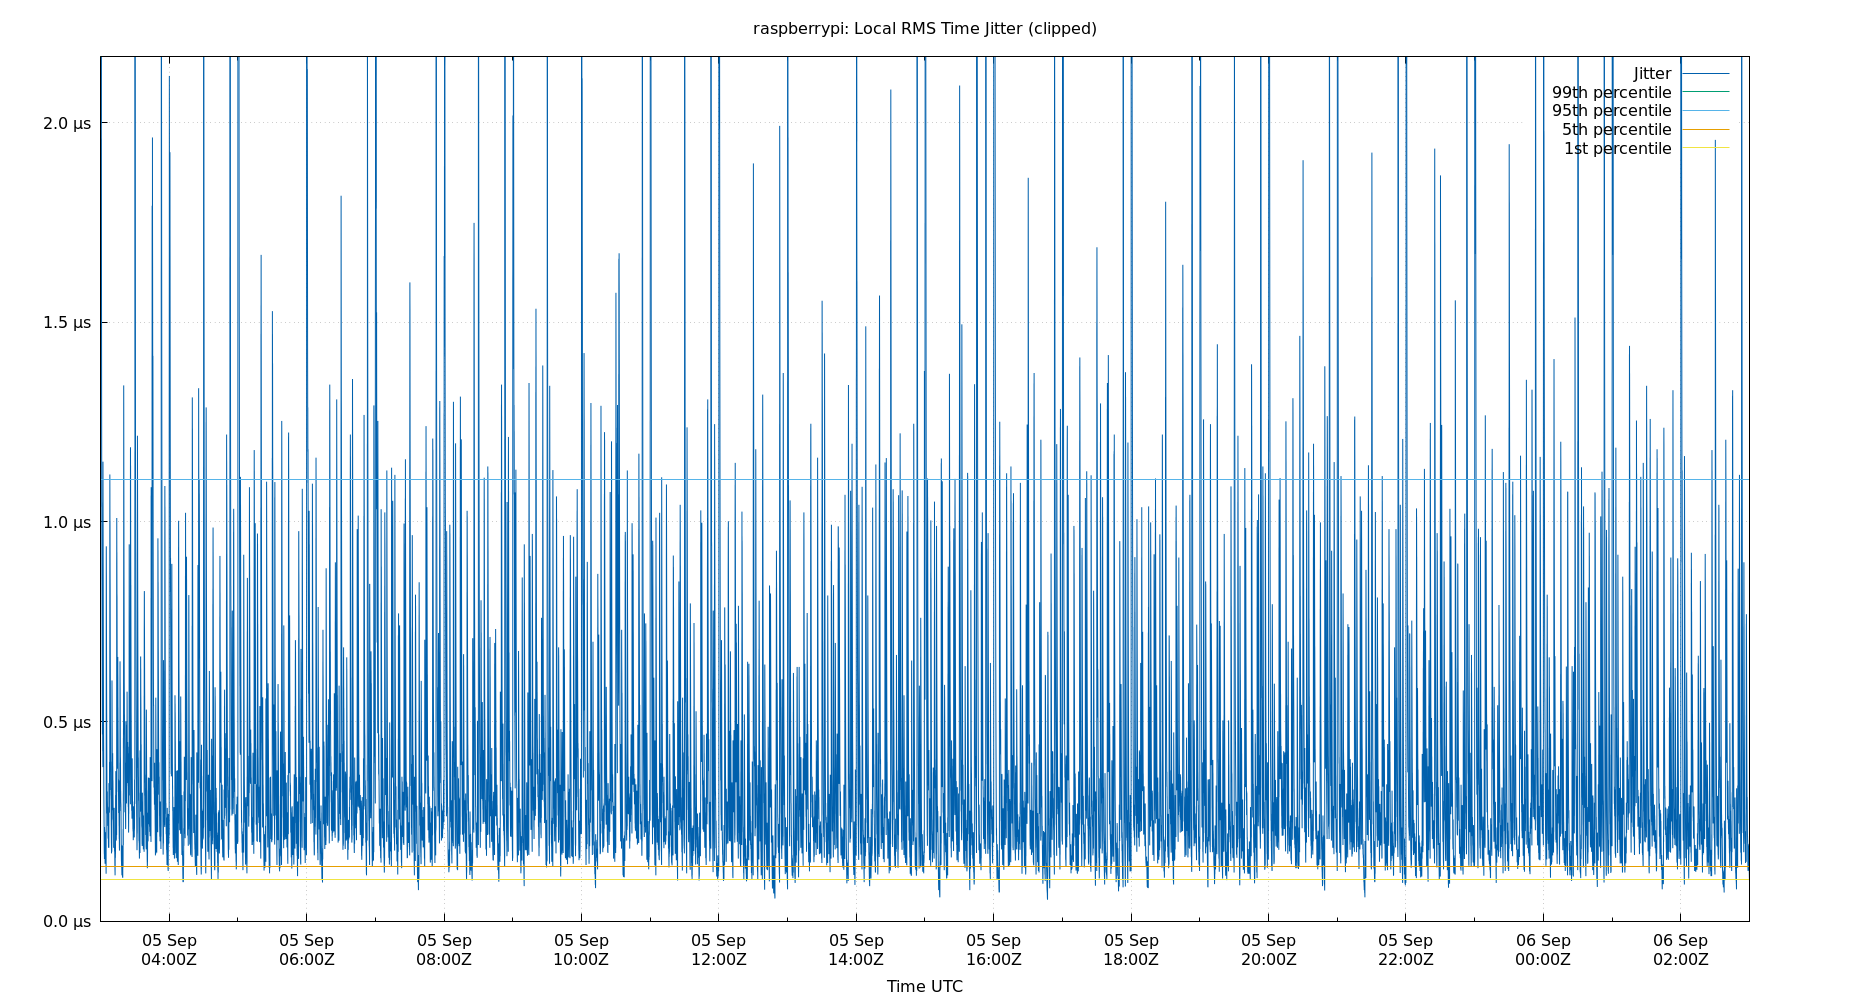 raspberrypi: Local RMS Time Jitter (clipped)
Jitter
99th percentile
95th percentile
5th percentile
1st percentile
2.0 µs
1.5 µs
1.0 µs
0.5 µs
0.0 µs
05 Sep 05 Sep 05 Sep 05 Sep 05 Sep 05 Sep 05 Sep 05 Sep 05 Sep 05 Sep 06 Sep 06 Sep
04:00Z 06:00Z 08:00Z 10:00Z 12:00Z 14:00Z 16:00Z 18:00Z 20:00Z 22:00Z 00:00Z 02:00Z
Time UTC